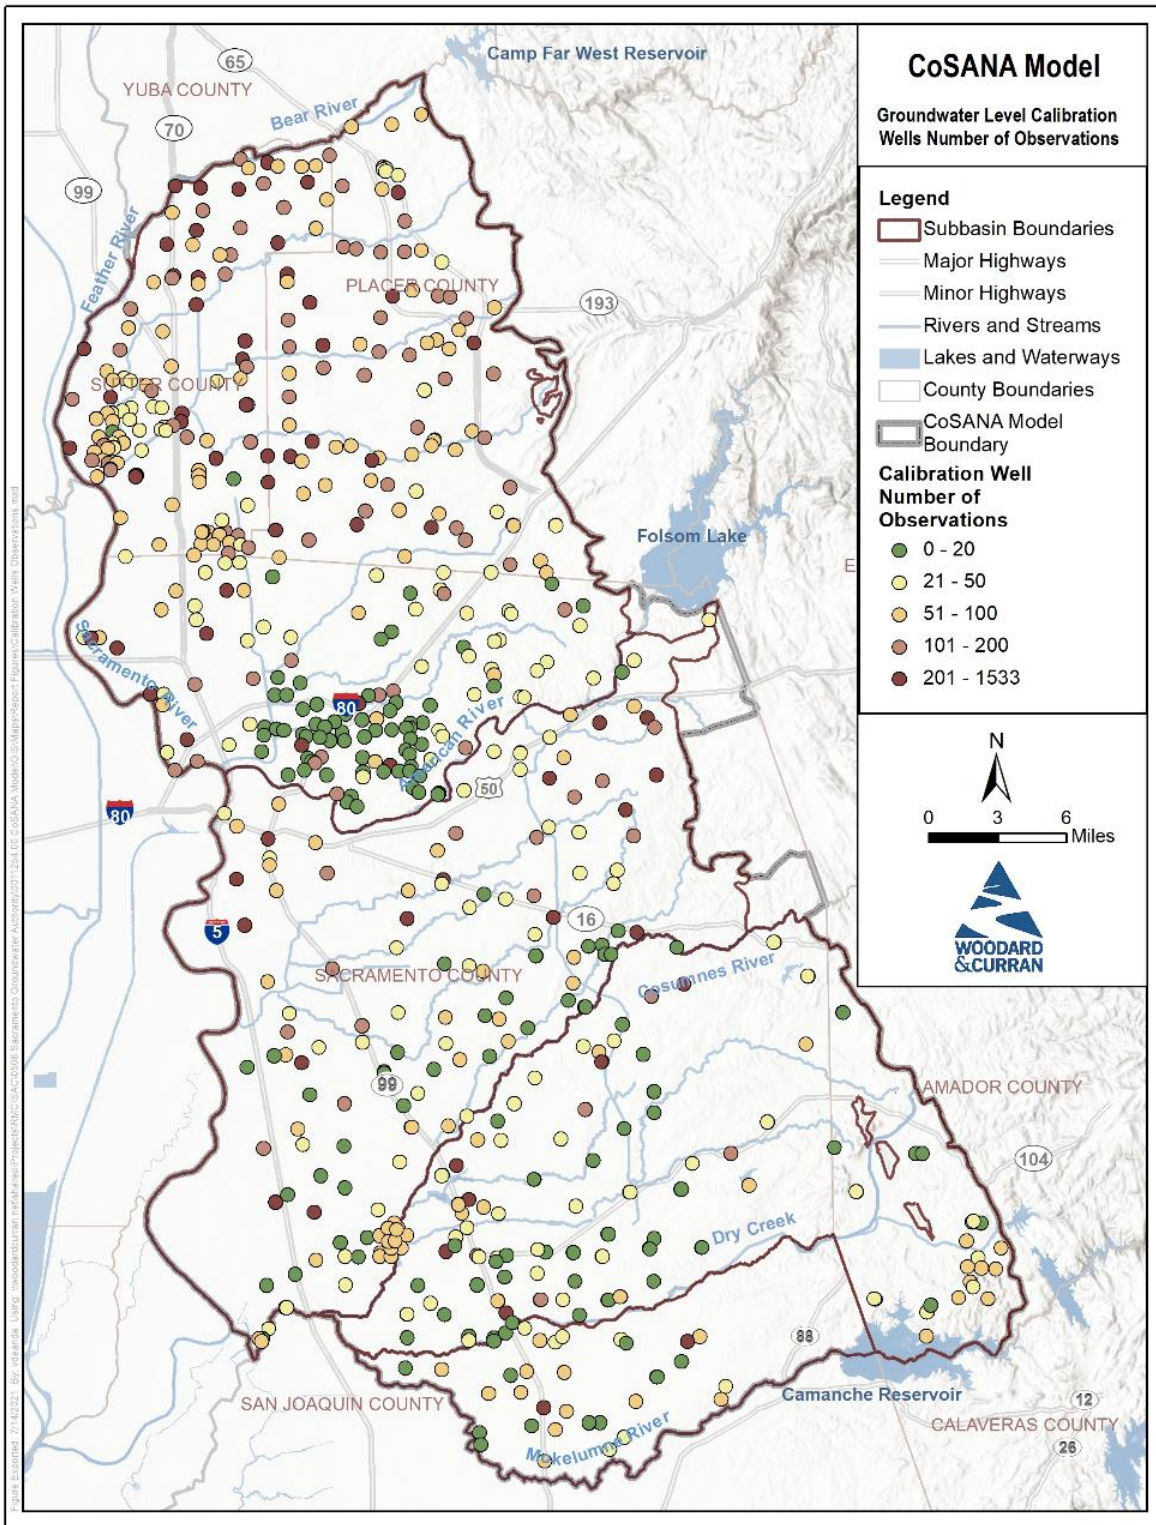 CoSANA Model
Groundwater Level Calibration
Wells Number of Observations
Legend
Subbasin Boundaries
Major Highways
Minor Highways
Rivers and Streams
Lakes and Waterways
County Boundaries
CoSANA Model
Boundary
Calibration Well
Number of
Observations
0 - 20
21 - 50
51 - 100
101 - 200
201 - 1533
N
0 3 6
Miles
WOODARD
&CURRAN
Camp Far West Reservoir
65
YUBA COUNTY
Bear River
70
99
Feather River
PLACER COUNTY
193
SUTTER COUNTY
Folsom Lake
E
Sacramento River
80
American River
50
80
16
5
SACRAMENTO COUNTY
Cosumnes River
99
AMADOR COUNTY
104
Dry Creek
88
SAN JOAQUIN COUNTY
Camanche Reservoir
12
CALAVERAS COUNTY
26
Mokelumne River